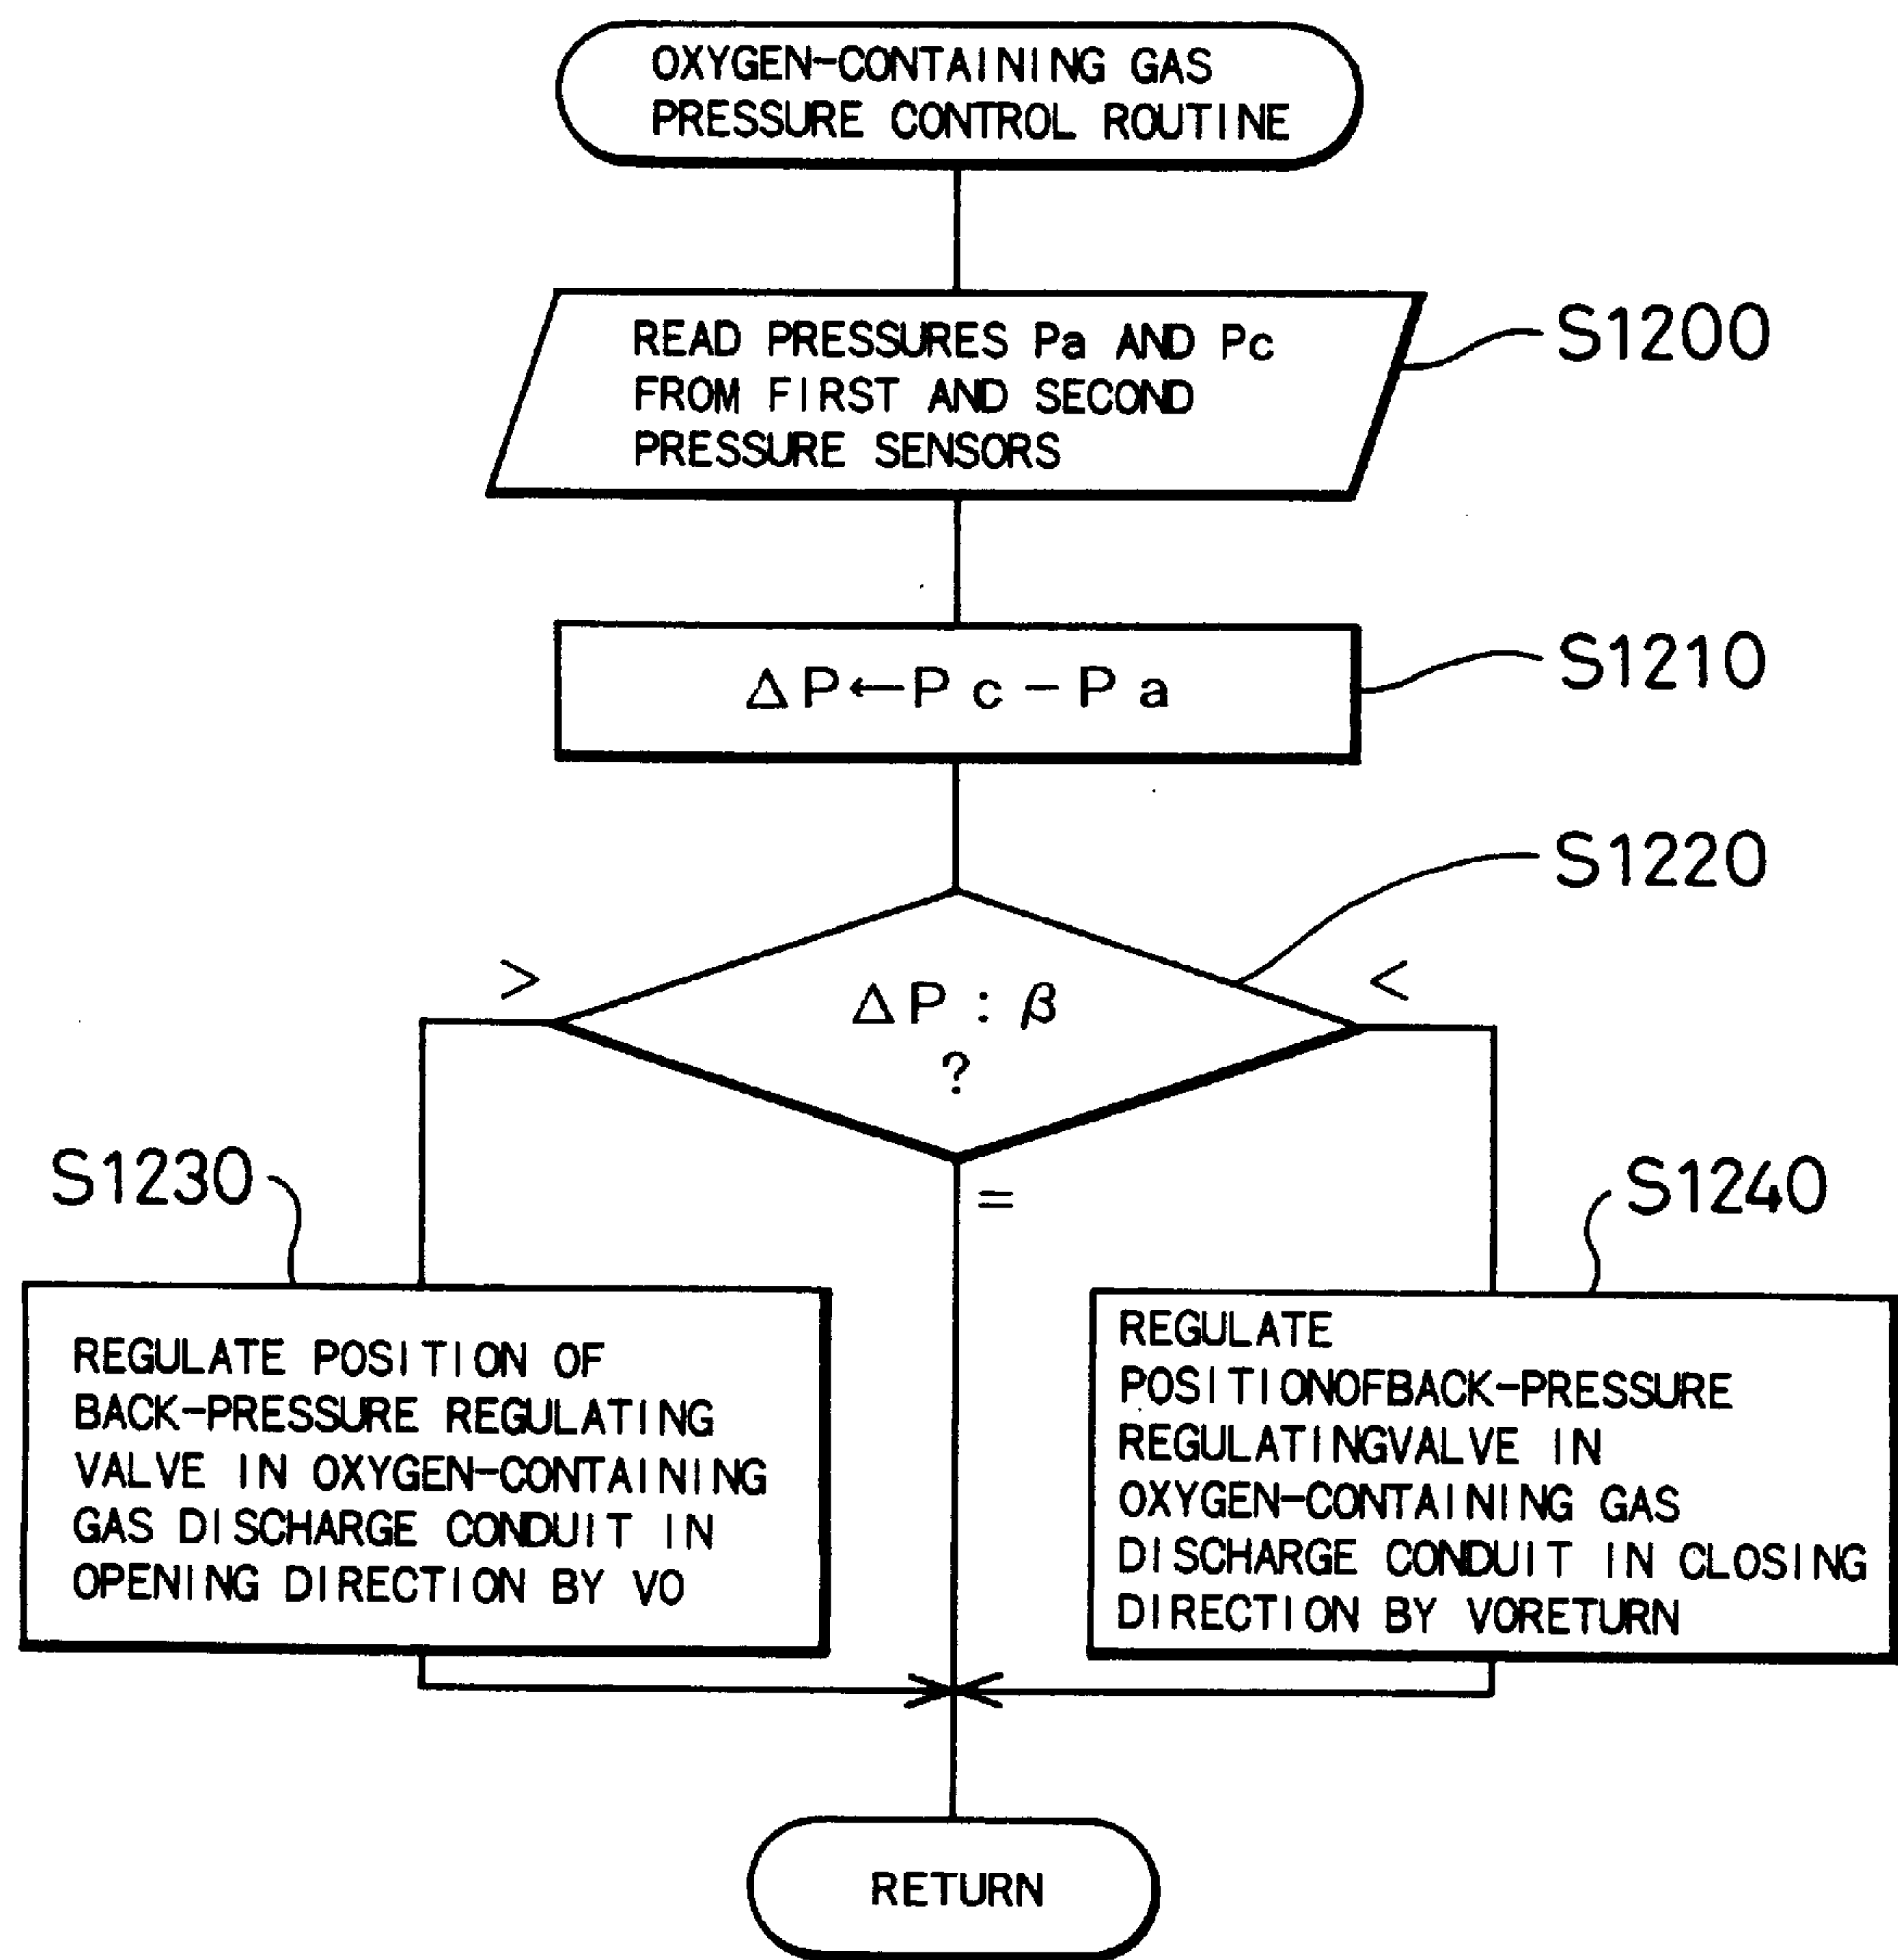 OXYGEN-CONTAINING GAS
PRESSURE CONTROL ROUTINE
READ PRESSURES Pa AND Pc
FROM FIRST AND SECOND
PRESSURE SENSORS
S1200
ΔP←Pc-Pa
S1210
S1220
>
ΔP : β
?
<
=
S1230
REGULATE POSITION OF
BACK-PRESSURE REGULATING
VALVE IN OXYGEN-CONTAINING
GAS DISCHARGE CONDUIT IN
OPENING DIRECTION BY VO
S1240
REGULATE
POSITIONOFBACK-PRESSURE
REGULATINGVALVE IN
OXYGEN-CONTAINING GAS
DISCHARGE CONDUIT IN CLOSING
DIRECTION BY VORETURN
RETURN